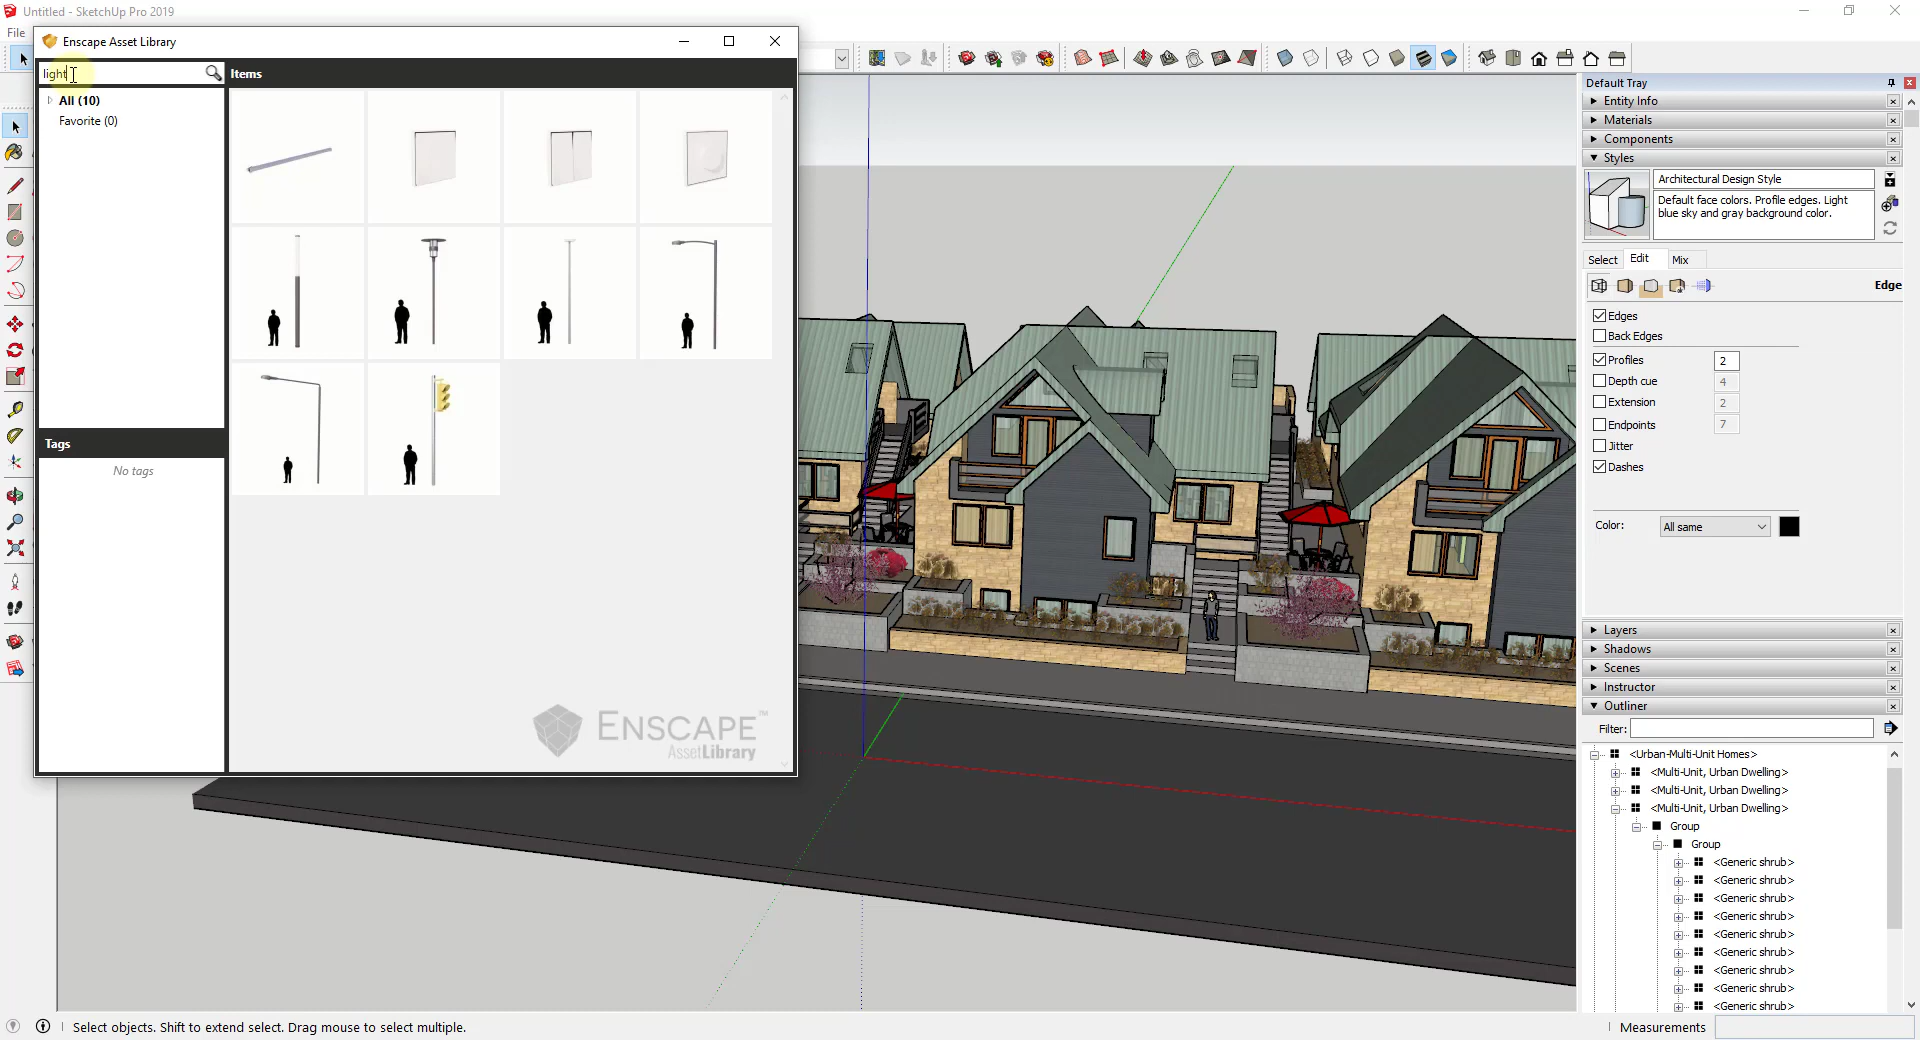 Untitled - SketchUp Pro 2019
File
Enscape Asset Library
light
Items
All (10)
Favorite (0)
Tags
No tags
ENSCAPE™
AssetLibrary
Default Tray
Entity Info
Materials
Components
Styles
Architectural Design Style
Default face colors. Profile edges. Light
blue sky and gray background color.
Select
Edit
Mix
Edge
Edges
Back Edges
Profiles
2
Depth cue
4
Extension
2
Endpoints
7
Jitter
Dashes
Color:
All same
Layers
Shadows
Scenes
Instructor
Outliner
Filter:
<Urban-Multi-Unit Homes>
<Multi-Unit, Urban Dwelling>
<Multi-Unit, Urban Dwelling>
<Multi-Unit, Urban Dwelling>
Group
Group
<Generic shrub>
<Generic shrub>
<Generic shrub>
<Generic shrub>
<Generic shrub>
<Generic shrub>
<Generic shrub>
<Generic shrub>
<Generic shrub>
Select objects. Shift to extend select. Drag mouse to select multiple.
Measurements